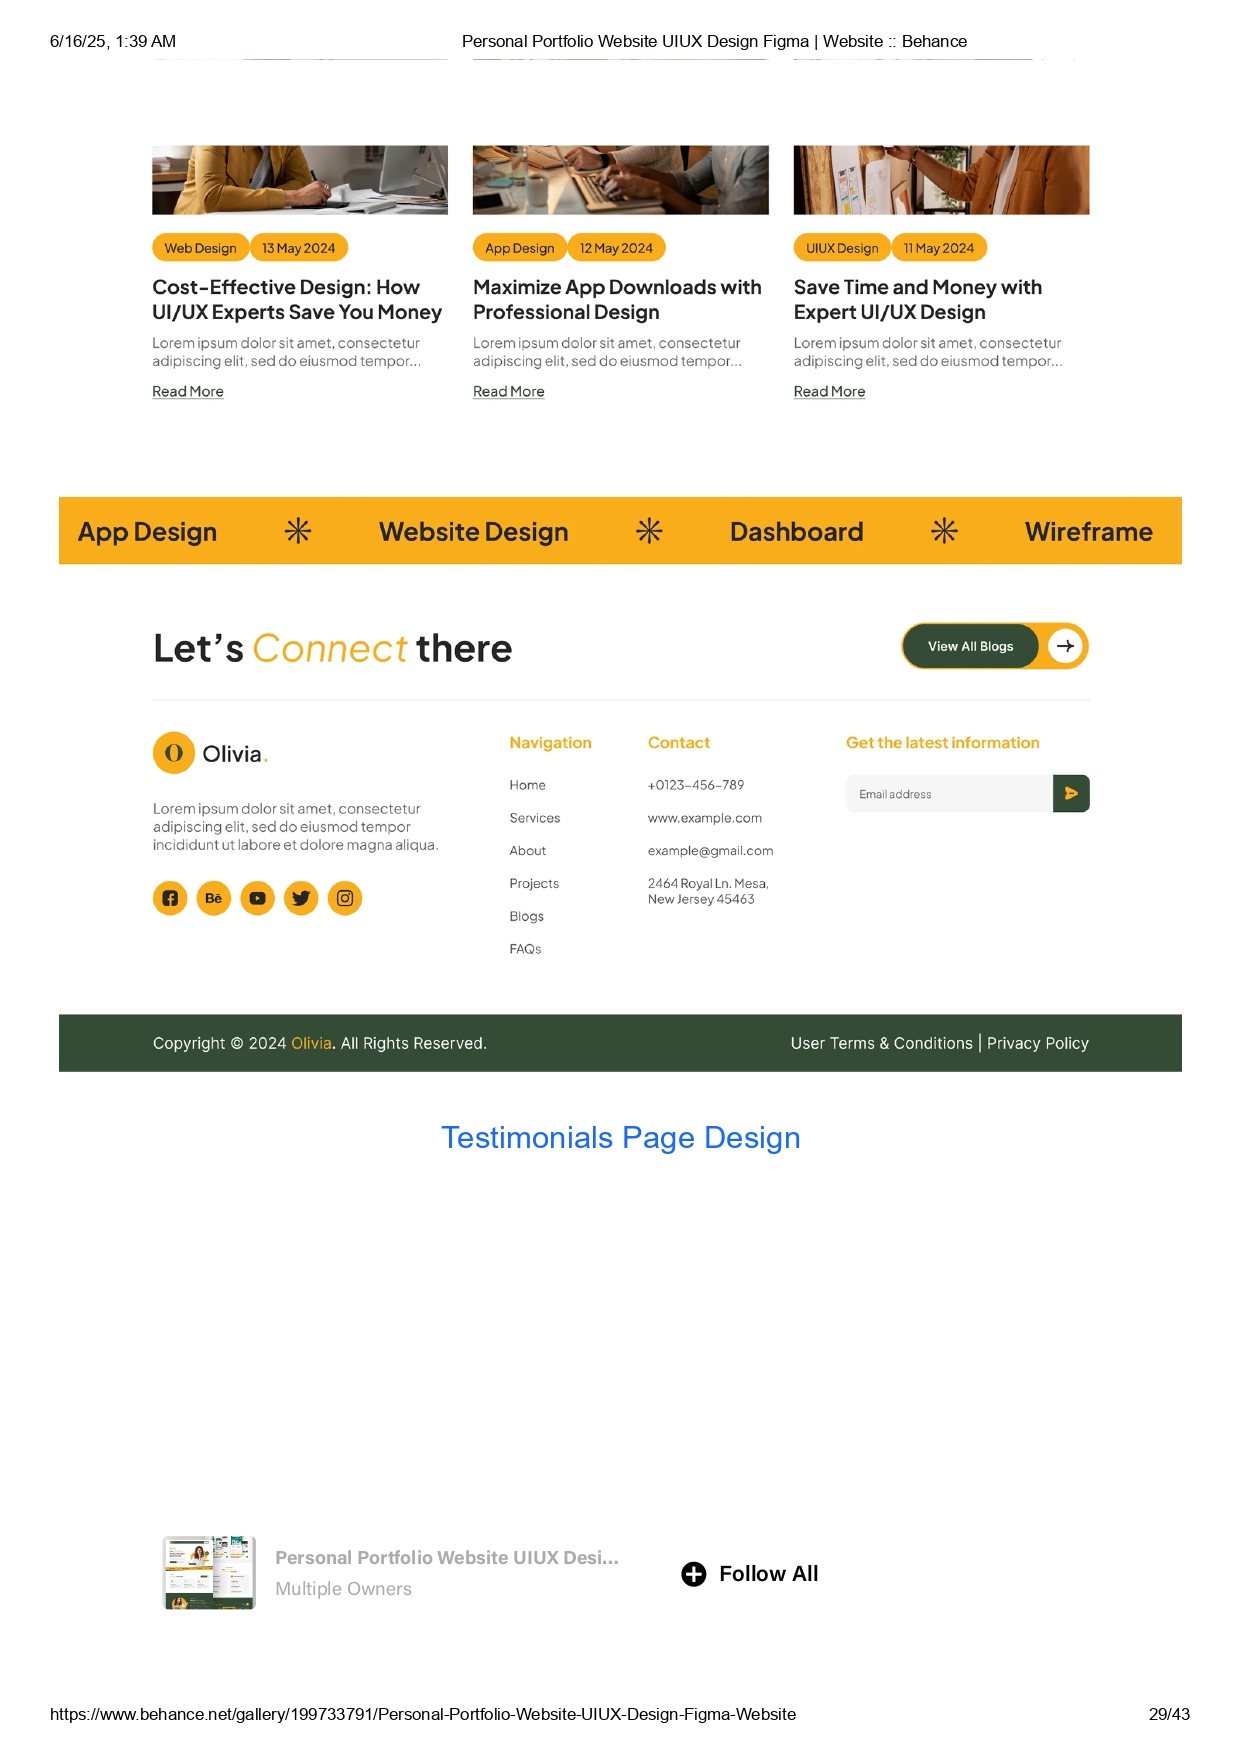 6/16/25, 1:39 AM
Personal Portfolio Website UIUX Design Figma | Website :: Behance
Web Design 13 May 2024
Cost-Effective Design: How
UI/UX Experts Save You Money
Lorem ipsum dolor sit amet, consectetur
adipiscing elit, sed do eiusmod tempor...
Read More
App Design 12 May 2024
Maximize App Downloads with
Professional Design
Lorem ipsum dolor sit amet, consectetur
adipiscing elit, sed do eiusmod tempor...
Read More
UIUX Design 11 May 2024
Save Time and Money with
Expert UI/UX Design
Lorem ipsum dolor sit amet, consectetur
adipiscing elit, sed do eiusmod tempor...
Read More
App Design Website Design Dashboard Wireframe
Let's Connect there
View All Blogs
O Olivia.
Lorem ipsum dolor sit amet, consectetur
adipiscing elit, sed do eiusmod tempor
incididunt ut labore et dolore magna aliqua.
Bē
Navigation
Home
Services
About
Projects
Blogs
FAQs
Contact
+0123-456-789
www.example.com
example@gmail.com
2464 Royal Ln. Mesa,
New Jersey 45463
Get the latest information
Email address
Copyright © 2024 Olivia. All Rights Reserved.
User Terms & Conditions | Privacy Policy
Testimonials Page Design
Personal Portfolio Website UIUX Desi...
Multiple Owners
Follow All
https://www.behance.net/gallery/199733791/Personal-Portfolio-Website-UIUX-Design-Figma-Website
29/43